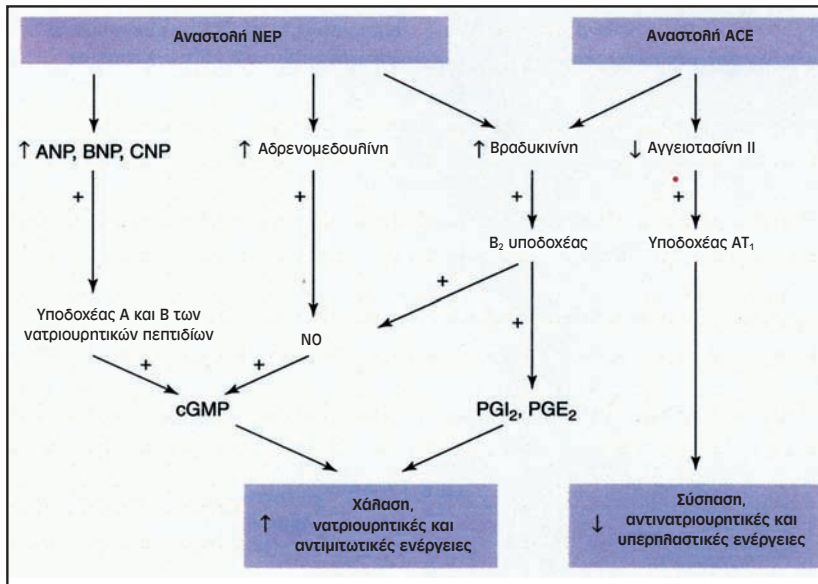 Αναστολή NEP
Αναστολή ACE
↑ ANP, BNP, CNP
↑ Αδρενομεδουλίνη
↑ Βραδυκινίνη
↓ Αγγειοτασίνη II
+
+
+
+
B₂ υποδοχέας
Υποδοχέας AT₁
+
Υποδοχέας Α και Β των
νατριουρητικών πεπτιδίων
NO
+
+
+
cGMP
PGI₂, PGE₂
↑
Χάλαση,
νατριουρητικές και
αντιμιτωτικές ενέργειες
↓
Σύσπαση,
αντινατριουρητικές και
υπερπλαστικές ενέργειες